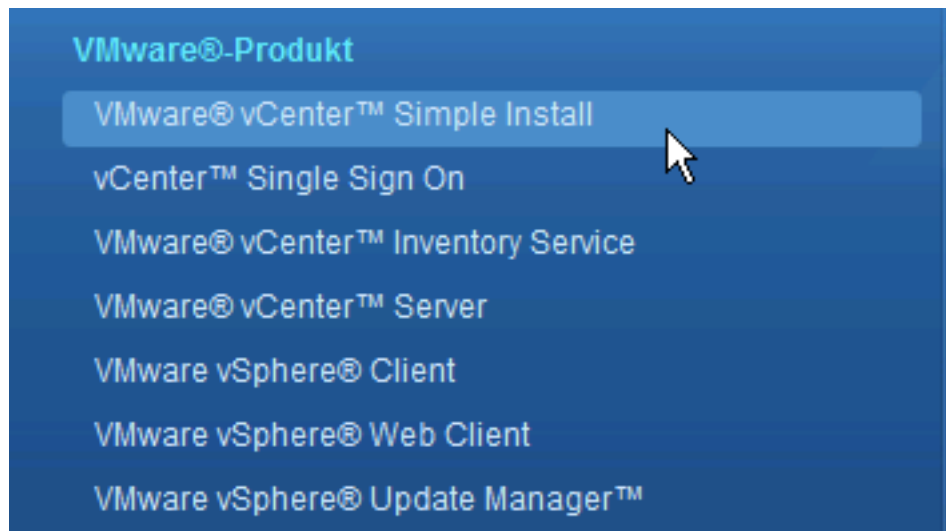 VMware®-Produkt
VMware® vCenter™ Simple Install
vCenter™ Single Sign On
VMware® vCenter™ Inventory Service
VMware® vCenter™ Server
VMware vSphere® Client
VMware vSphere® Web Client
VMware vSphere® Update Manager™